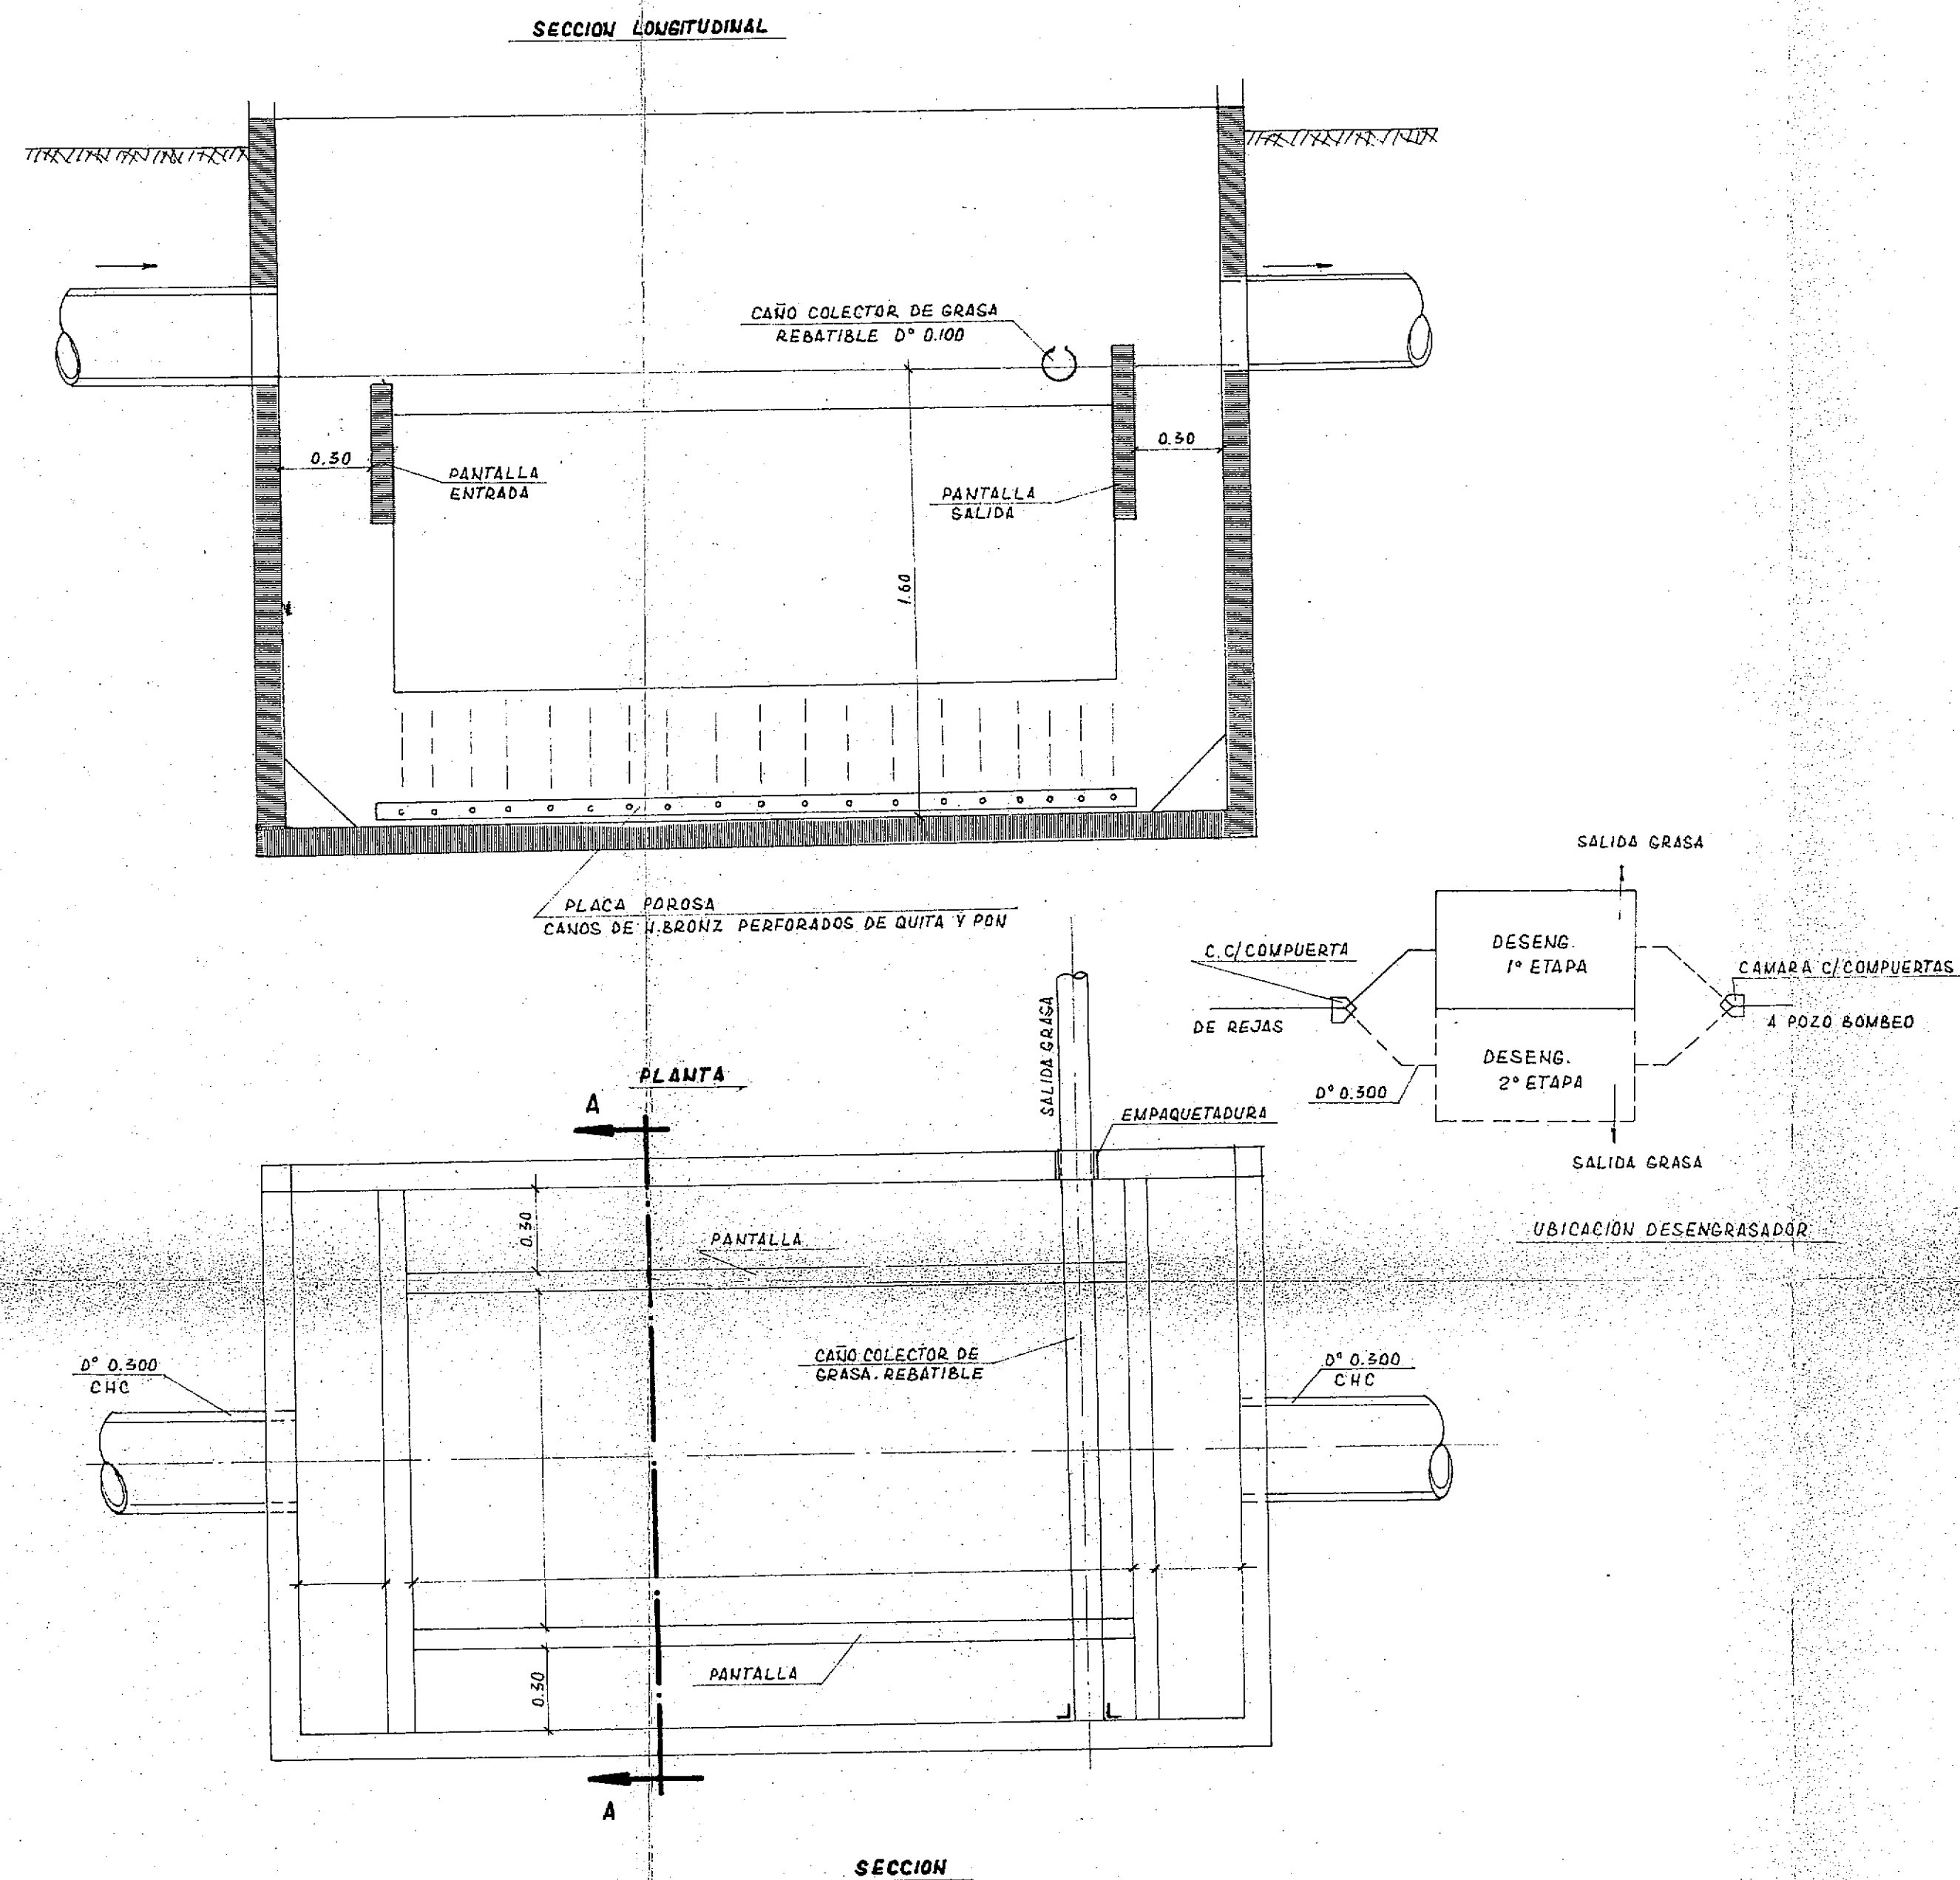 SECCION LONGITUDINAL
CAÑO COLECTOR DE GRASA
REBATIBLE D° 0.100
0.30
PANTALLA
ENTRADA
0.30
PANTALLA
SALIDA
1.60
PLACA POROSA
CANOS DE H.BRONZ PERFORADOS DE QUITA Y PON
SALIDA GRASA
C.C/COMPUERTA
DESENG.
1° ETAPA
CAMARA C/COMPUERTAS
DE REJAS
A POZO BOMBEO
DESENG.
2° ETAPA
D° 0.300
SALIDA GRASA
UBICACION DESENGRASADOR
PLANTA
A
SALIDA GRASA
EMPAQUETADURA
0.30
PANTALLA
CAÑO COLECTOR DE
GRASA. REBATIBLE
D° 0.300
CHC
D° 0.300
CHC
PANTALLA
0.30
A
SECCION